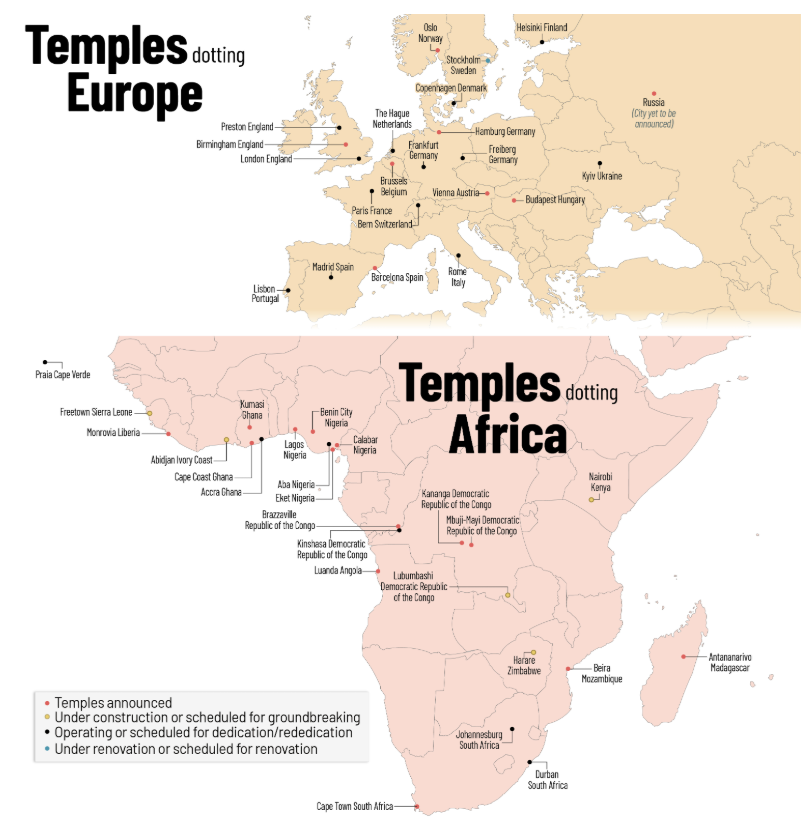 Temples dotting
Europe
Oslo
Norway
Helsinki Finland
Stockholm
Sweden
Copenhagen Denmark
Russia
(City yet to be
announced)
The Hague
Netherlands
Preston England
Hamburg Germany
Birmingham England
Frankfurt
Germany
Freiberg
Germany
London England
Kyiv Ukraine
Brussels
Belgium
Vienna Austria
Budapest Hungary
Paris France
Bern Switzerland
Madrid Spain
Barcelona Spain
Rome
Italy
Lisbon
Portugal
Temples dotting
Africa
Praia Cape Verde
Freetown Sierra Leone
Kumasi
Ghana
Benin City
Nigeria
Monrovia Liberia
Lagos
Nigeria
Calabar
Nigeria
Abidjan Ivory Coast
Cape Coast Ghana
Accra Ghana
Aba Nigeria
Eket Nigeria
Nairobi
Kenya
Kananga Democratic
Republic of the Congo
Brazzaville
Republic of the Congo
Mbuji-Mayi Democratic
Republic of the Congo
Kinshasa Democratic
Republic of the Congo
Luanda Angola
Lubumbashi
Democratic Republic
of the Congo
Harare
Zimbabwe
Beira
Mozambique
Antananarivo
Madagascar
Temples announced
Under construction or scheduled for groundbreaking
Operating or scheduled for dedication/rededication
Under renovation or scheduled for renovation
Johannesburg
South Africa
Durban
South Africa
Cape Town South Africa